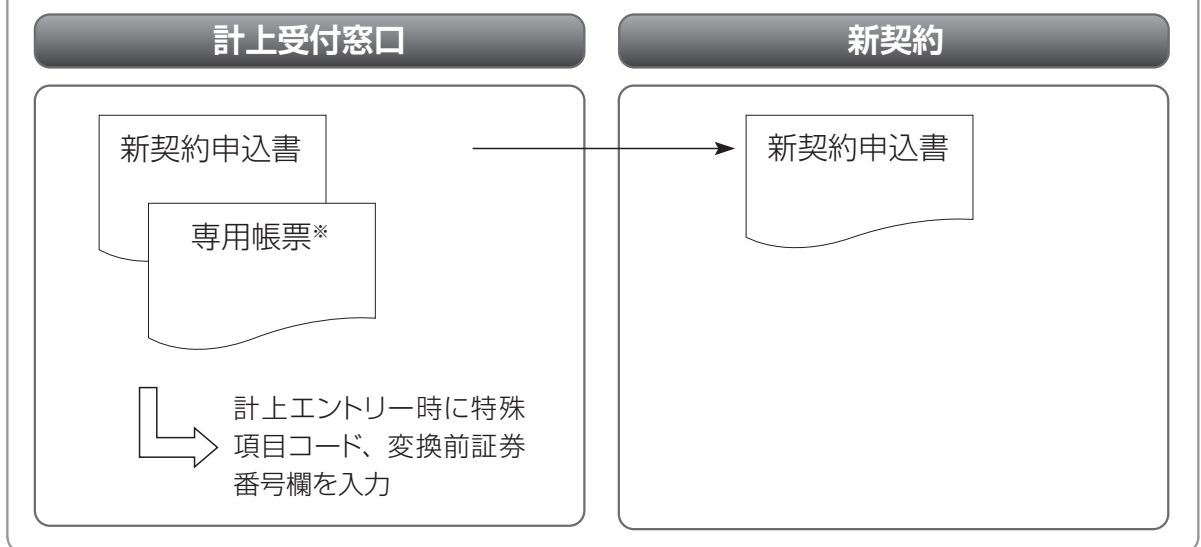 計上受付窓口
新契約
新契約申込書
専用帳票※
計上エントリー時に特殊
項目コード、変換前証券
番号欄を入力
新契約申込書